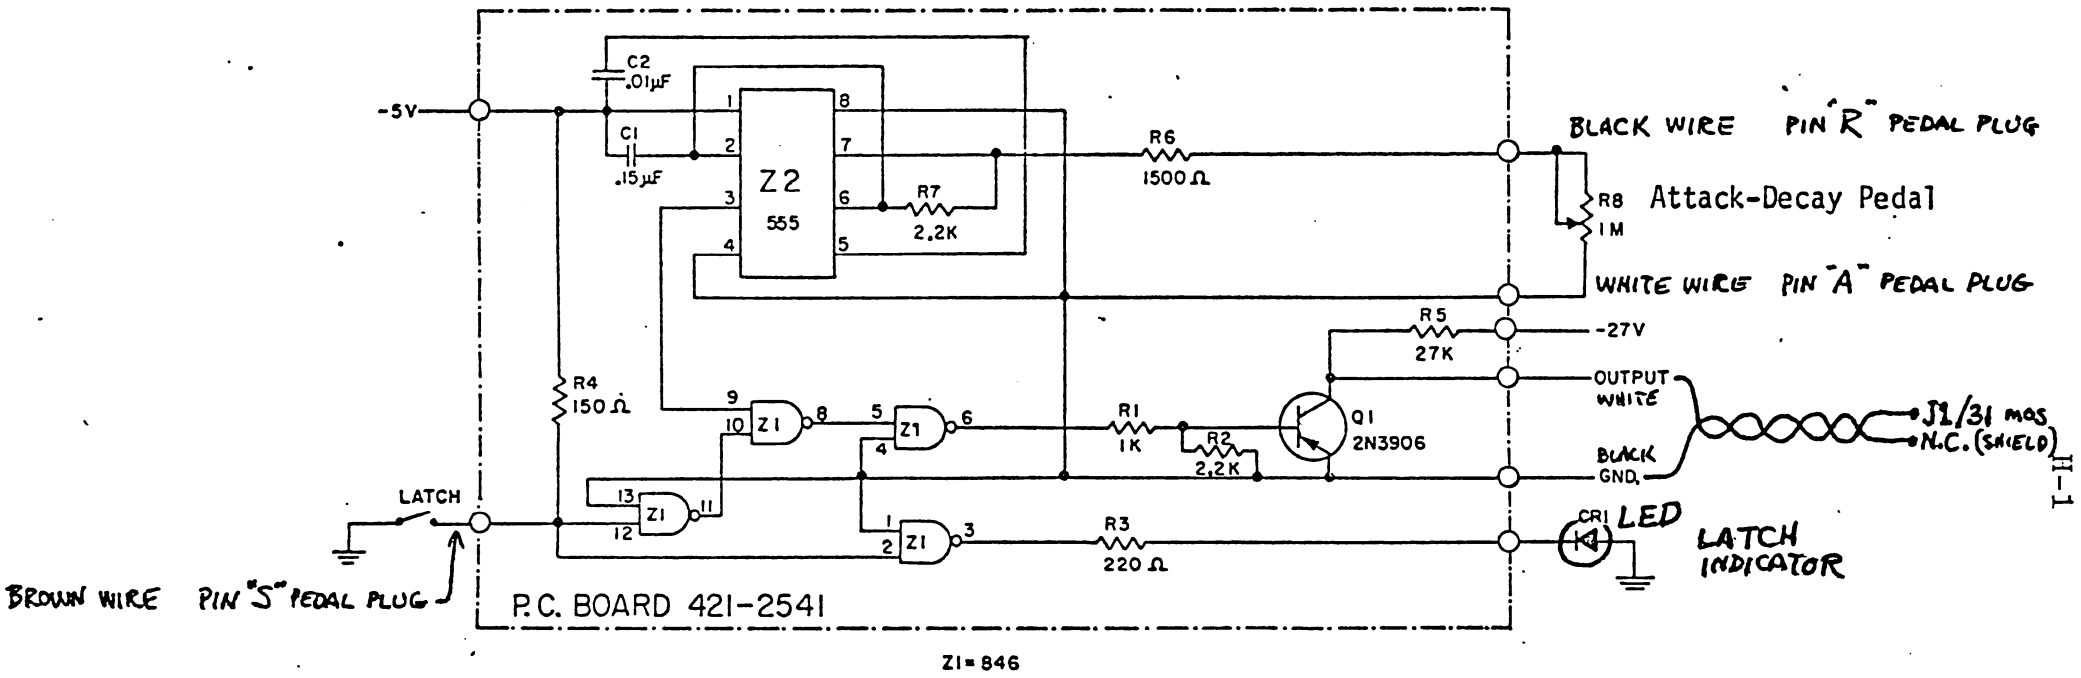 C2
.01µF
-5V
1
8
C1
.15µF
2
7
R6
1500Ω
BLACK WIRE PIN "R" PEDAL PLUG
Z2
555
3
6
R7
2.2K
R8
1M
Attack-Decay Pedal
4
5
WHITE WIRE PIN "A" PEDAL PLUG
R5
27K
-27V
R4
150Ω
9
10
Z1
8
5
4
Z1
6
R1
1K
R2
2.2K
Q1
2N3906
OUTPUT
WHITE
J1/31 mos
N.C. (SHIELD)
BLACK
GND.
II-1
LATCH
13
12
Z1
11
1
2
Z1
3
R3
220Ω
CR1 LED
LATCH
INDICATOR
BROWN WIRE PIN "S" PEDAL PLUG
P.C. BOARD 421-2541
Z1=846